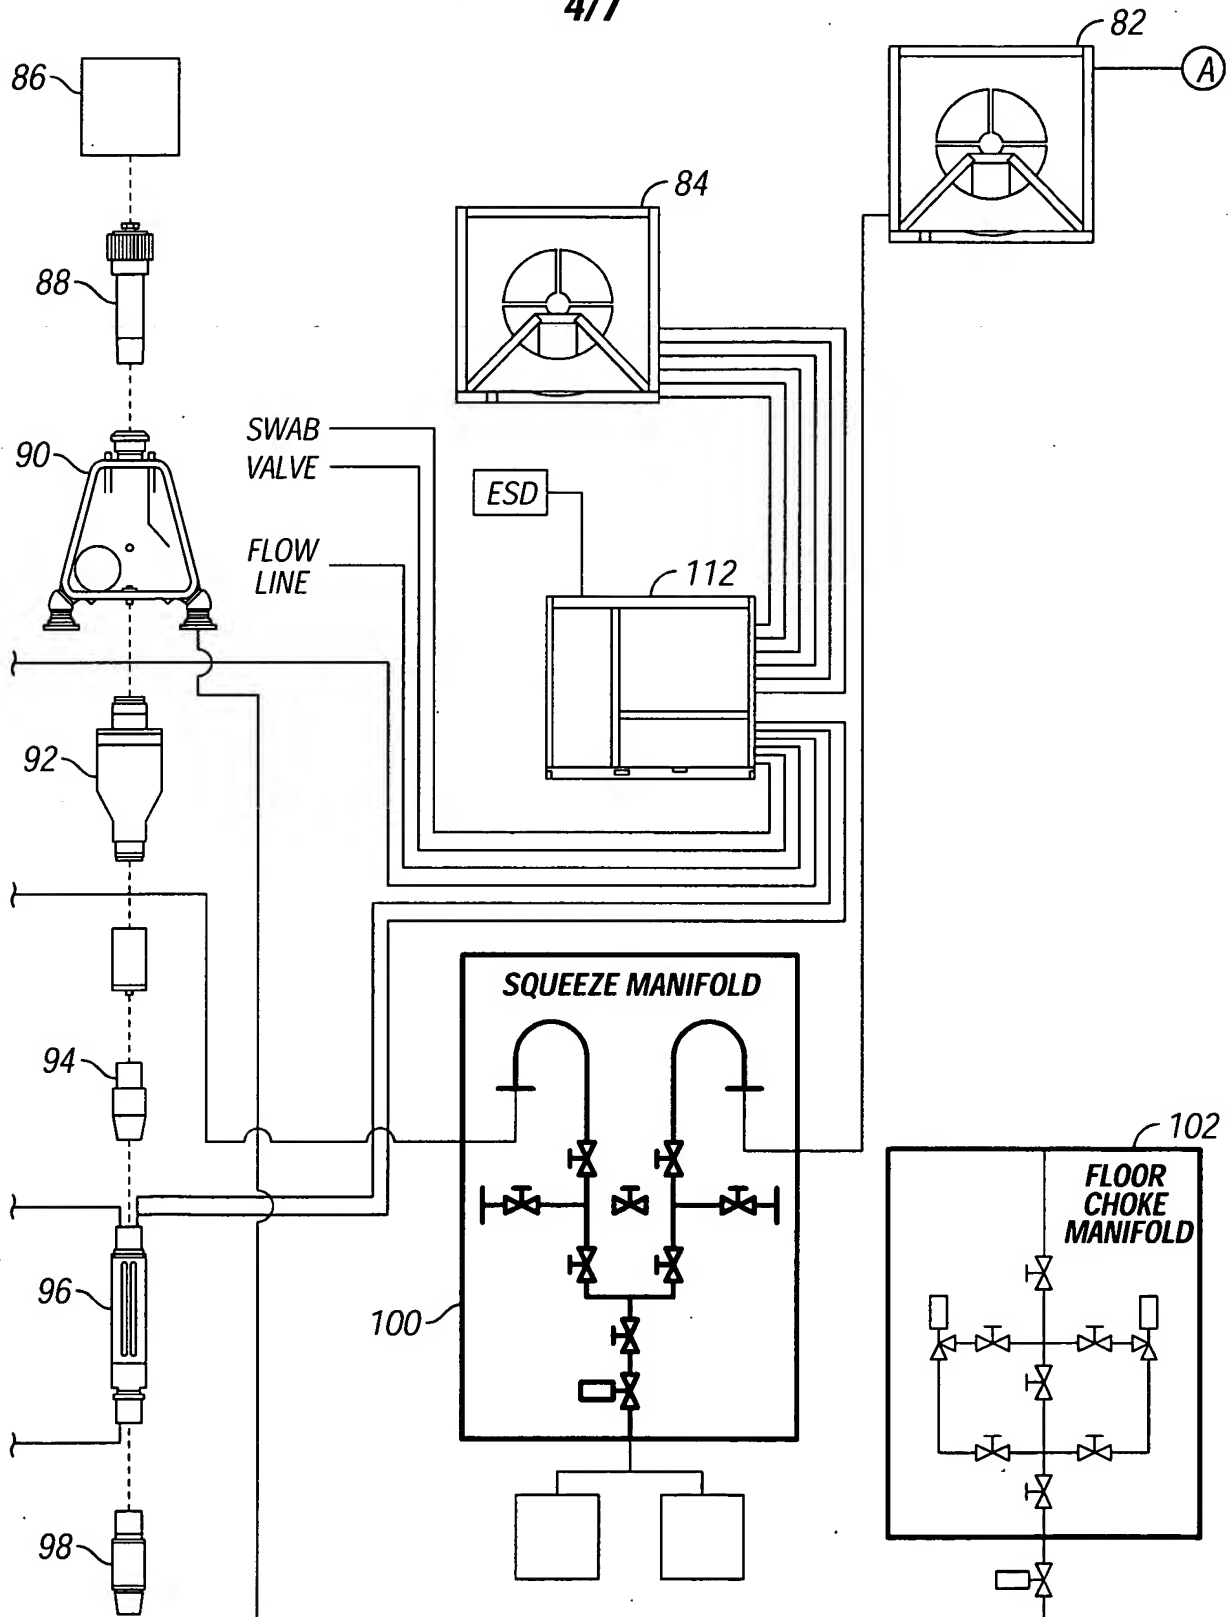 4/7
82
A
86
84
88
SWAB
VALVE
90
ESD
FLOW
LINE
112
92
SQUEEZE MANIFOLD
94
102
FLOOR
CHOKE
MANIFOLD
96
100
98